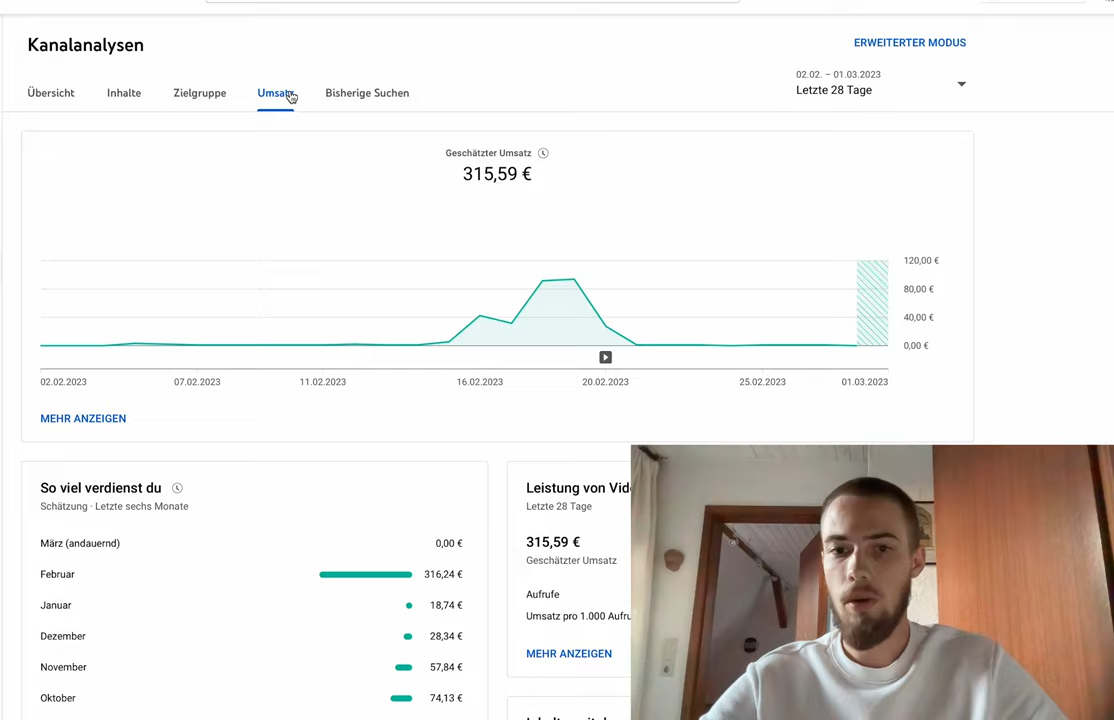 Kanalanalysen
ERWEITERTER MODUS
Übersicht
Inhalte
Zielgruppe
Umsatz
Bisherige Suchen
02.02. – 01.03.2023
Letzte 28 Tage
Geschätzter Umsatz
315,59 €
120,00 €
80,00 €
40,00 €
0,00 €
02.02.2023 07.02.2023 11.02.2023 16.02.2023 20.02.2023 25.02.2023 01.03.2023
MEHR ANZEIGEN
So viel verdienst du
Schätzung · Letzte sechs Monate
März (andauernd) 0,00 €
Februar 316,24 €
Januar 18,74 €
Dezember 28,34 €
November 57,84 €
Oktober 74,13 €
Leistung von Vid
Letzte 28 Tage
315,59 €
Geschätzter Umsatz
Aufrufe
Umsatz pro 1.000 Aufru
MEHR ANZEIGEN